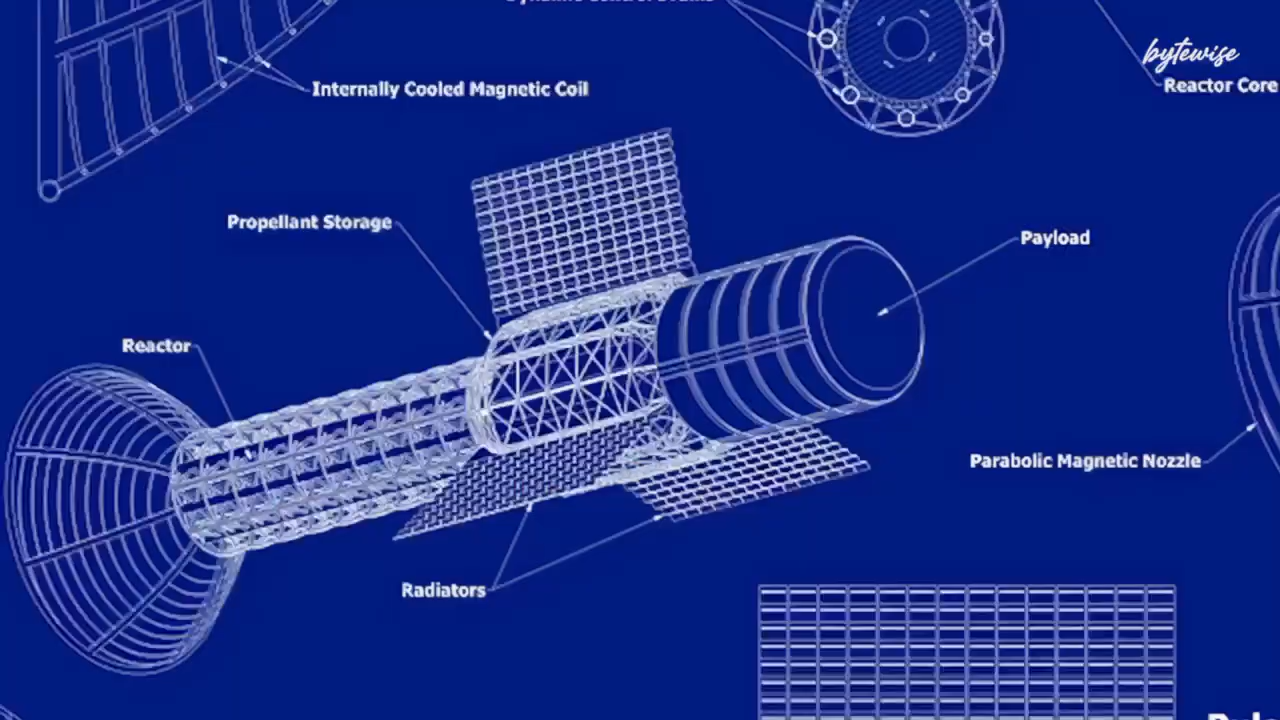 bytewise
Internally Cooled Magnetic Coil
Reactor Core
Propellant Storage
Payload
Reactor
Parabolic Magnetic Nozzle
Radiators